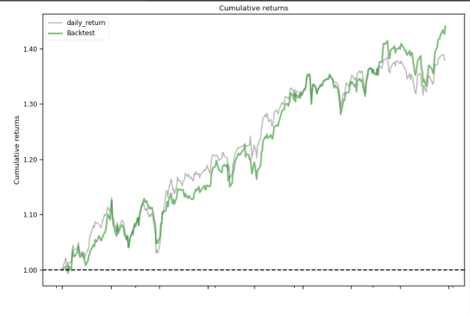 Cumulative returns
daily_return
Backtest
Cumulative returns
1.40
1.30
1.20
1.10
1.00